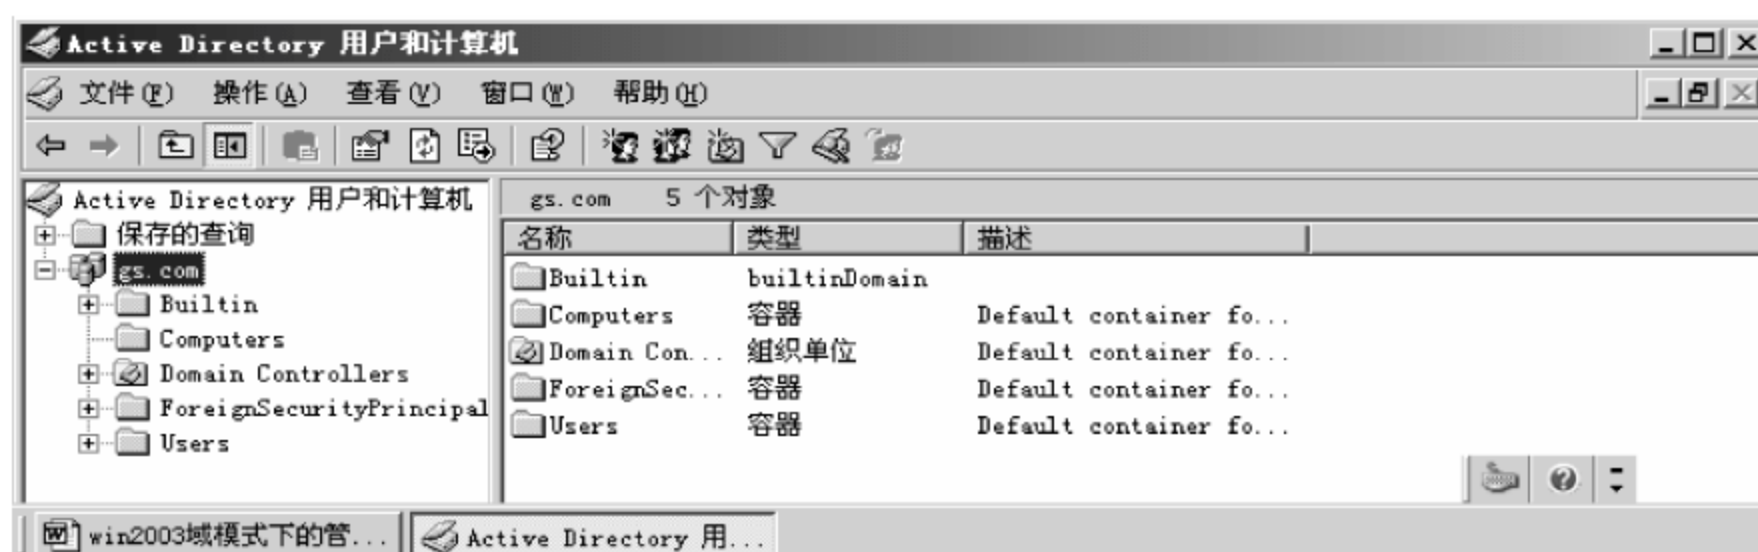 Active Directory 用户和计算机
文件(F) 操作(A) 查看(V) 窗口(W) 帮助(H)
Active Directory 用户和计算机
保存的查询
gs.com
Builtin
Computers
Domain Controllers
ForeignSecurityPrincipal
Users
gs.com 5 个对象
名称 类型 描述
Builtin builtinDomain
Computers 容器 Default container fo...
Domain Con... 组织单位 Default container fo...
ForeignSec... 容器 Default container fo...
Users 容器 Default container fo...
win2003域模式下的管... Active Directory 用...